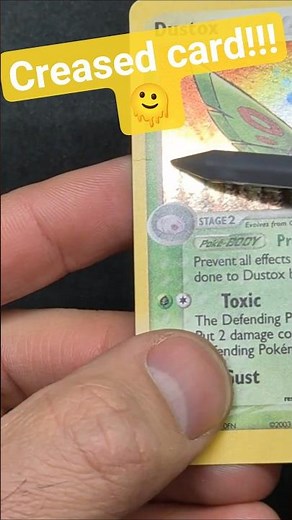 Dustox
Creased card!!!
STAGE 2 Evolves from C
Poké-BODY Pr
Prevent all effects
done to Dustox b
Toxic
The Defending P
Put 2 damage co
Defending Pokém
Gust
©2003